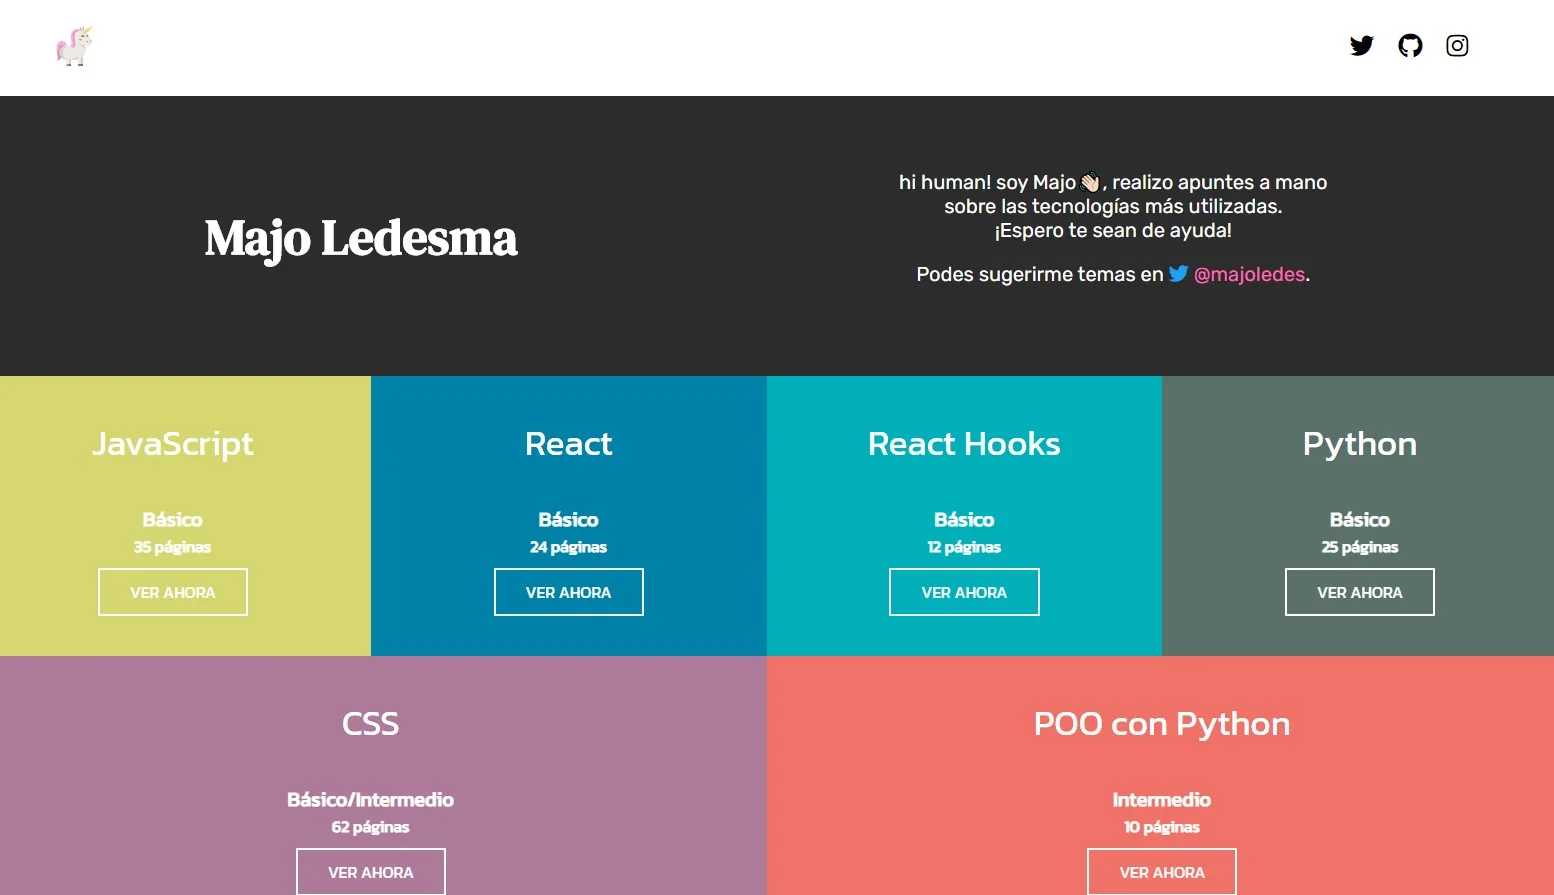 Majo Ledesma
hi human! soy Majo👋🏻, realizo apuntes a mano
sobre las tecnologías más utilizadas.
¡Espero te sean de ayuda!
Podes sugerirme temas en @majoledes.
JavaScript
Básico
35 páginas
VER AHORA
React
Básico
24 páginas
VER AHORA
React Hooks
Básico
12 páginas
VER AHORA
Python
Básico
25 páginas
VER AHORA
CSS
Básico/Intermedio
62 páginas
VER AHORA
POO con Python
Intermedio
10 páginas
VER AHORA